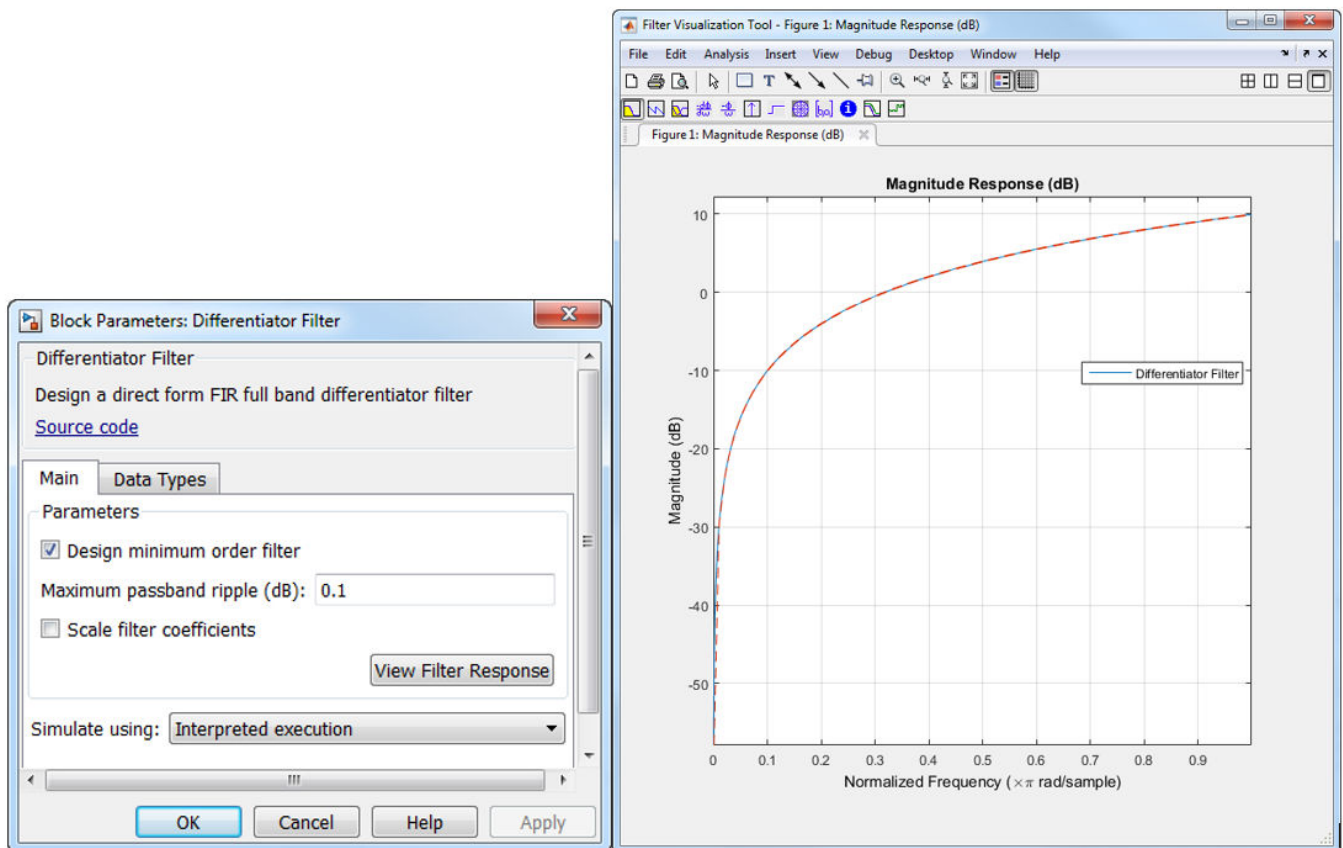 Filter Visualization Tool - Figure 1: Magnitude Response (dB)
File Edit Analysis Insert View Debug Desktop Window Help
Figure 1: Magnitude Response (dB)
Magnitude Response (dB)
10
0
-10
-20
-30
-40
-50
Magnitude (dB)
Differentiator Filter
0 0.1 0.2 0.3 0.4 0.5 0.6 0.7 0.8 0.9
Normalized Frequency (×π rad/sample)
Block Parameters: Differentiator Filter
Differentiator Filter
Design a direct form FIR full band differentiator filter
Source code
Main Data Types
Parameters
Design minimum order filter
Maximum passband ripple (dB): 0.1
Scale filter coefficients
View Filter Response
Simulate using: Interpreted execution
OK Cancel Help Apply